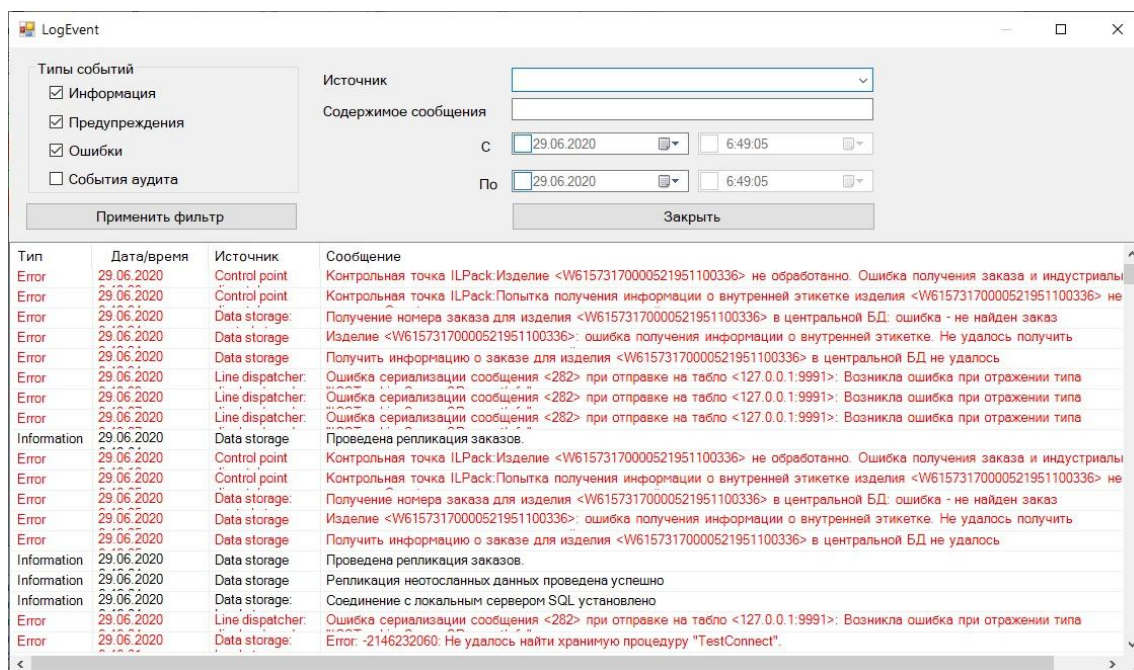 LogEvent
Типы событий
Информация
Предупреждения
Ошибки
События аудита
Применить фильтр
Источник
Содержимое сообщения
С 29.06.2020 6:49:05
По 29.06.2020 6:49:05
Закрыть
Тип Дата/время Источник Сообщение
Error 29.06.2020 Control point Контрольная точка ILPack:Изделие <W61573170000521951100336> не обработанно. Ошибка получения заказа и индустриалы
Error 29.06.2020 Control point Контрольная точка ILPack:Попытка получения информации о внутренней этикетке изделия <W61573170000521951100336> не
Error 29.06.2020 Data storage: Получение номера заказа для изделия <W61573170000521951100336> в центральной БД: ошибка - не найден заказ
Error 29.06.2020 Data storage Изделие <W61573170000521951100336>: ошибка получения информации о внутренней этикетке. Не удалось получить
Error 29.06.2020 Data storage Получить информацию о заказе для изделия <W61573170000521951100336> в центральной БД не удалось
Error 29.06.2020 Line dispatcher: Ошибка сериализации сообщения <282> при отправке на табло <127.0.0.1:9991>: Возникла ошибка при отражении типа
Error 29.06.2020 Line dispatcher: Ошибка сериализации сообщения <282> при отправке на табло <127.0.0.1:9991>: Возникла ошибка при отражении типа
Error 29.06.2020 Line dispatcher: Ошибка сериализации сообщения <282> при отправке на табло <127.0.0.1:9991>: Возникла ошибка при отражении типа
Information 29.06.2020 Data storage Проведена репликация заказов.
Error 29.06.2020 Control point Контрольная точка ILPack:Изделие <W61573170000521951100336> не обработанно. Ошибка получения заказа и индустриалы
Error 29.06.2020 Control point Контрольная точка ILPack:Попытка получения информации о внутренней этикетке изделия <W61573170000521951100336> не
Error 29.06.2020 Data storage: Получение номера заказа для изделия <W61573170000521951100336> в центральной БД: ошибка - не найден заказ
Error 29.06.2020 Data storage Изделие <W61573170000521951100336>: ошибка получения информации о внутренней этикетке. Не удалось получить
Error 29.06.2020 Data storage Получить информацию о заказе для изделия <W61573170000521951100336> в центральной БД не удалось
Information 29.06.2020 Data storage Проведена репликация заказов.
Information 29.06.2020 Data storage Репликация неотосланных данных проведена успешно
Information 29.06.2020 Data storage: Соединение с локальным сервером SQL установлено
Error 29.06.2020 Line dispatcher: Ошибка сериализации сообщения <282> при отправке на табло <127.0.0.1:9991>: Возникла ошибка при отражении типа
Error 29.06.2020 Data storage: Error: -2146232060: Не удалось найти хранимую процедуру "TestConnect".